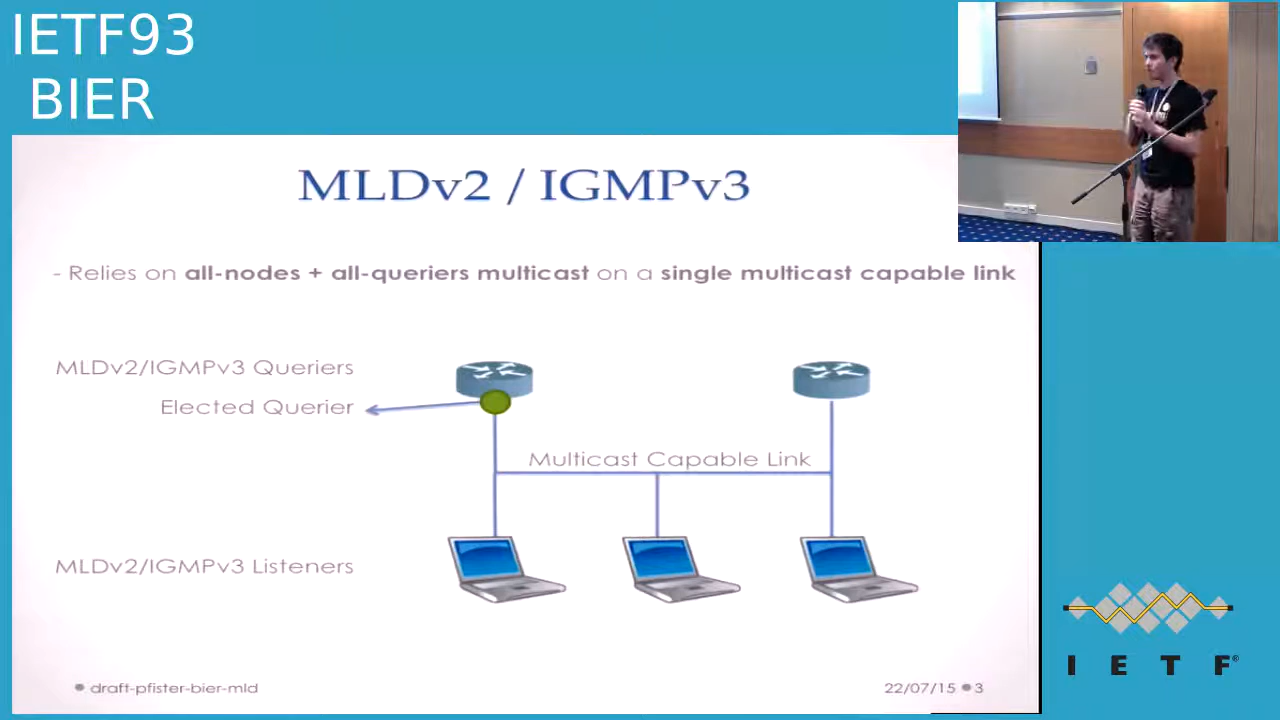 IETF93
BIER
MLDv2 / IGMPv3
- Relies on all-nodes + all-queriers multicast on a single multicast capable link
MLDv2/IGMPv3 Queriers
Elected Querier
Multicast Capable Link
MLDv2/IGMPv3 Listeners
draft-pfister-bier-mld
22/07/15 • 3
I E T F®